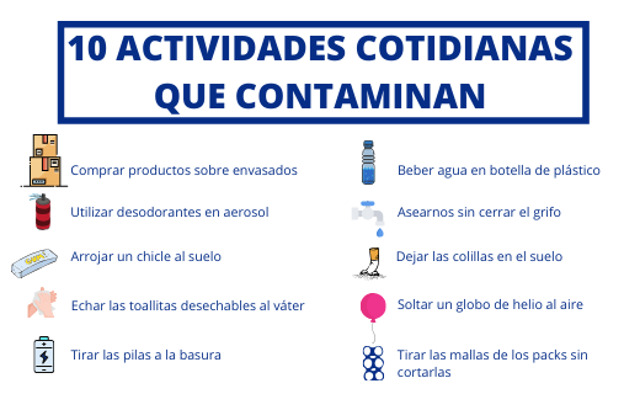 10 ACTIVIDADES COTIDIANAS
QUE CONTAMINAN
Comprar productos sobre envasados
Utilizar desodorantes en aerosol
Arrojar un chicle al suelo
Echar las toallitas desechables al váter
Tirar las pilas a la basura
Beber agua en botella de plástico
Asearnos sin cerrar el grifo
Dejar las colillas en el suelo
Soltar un globo de helio al aire
Tirar las mallas de los packs sin
cortarlas